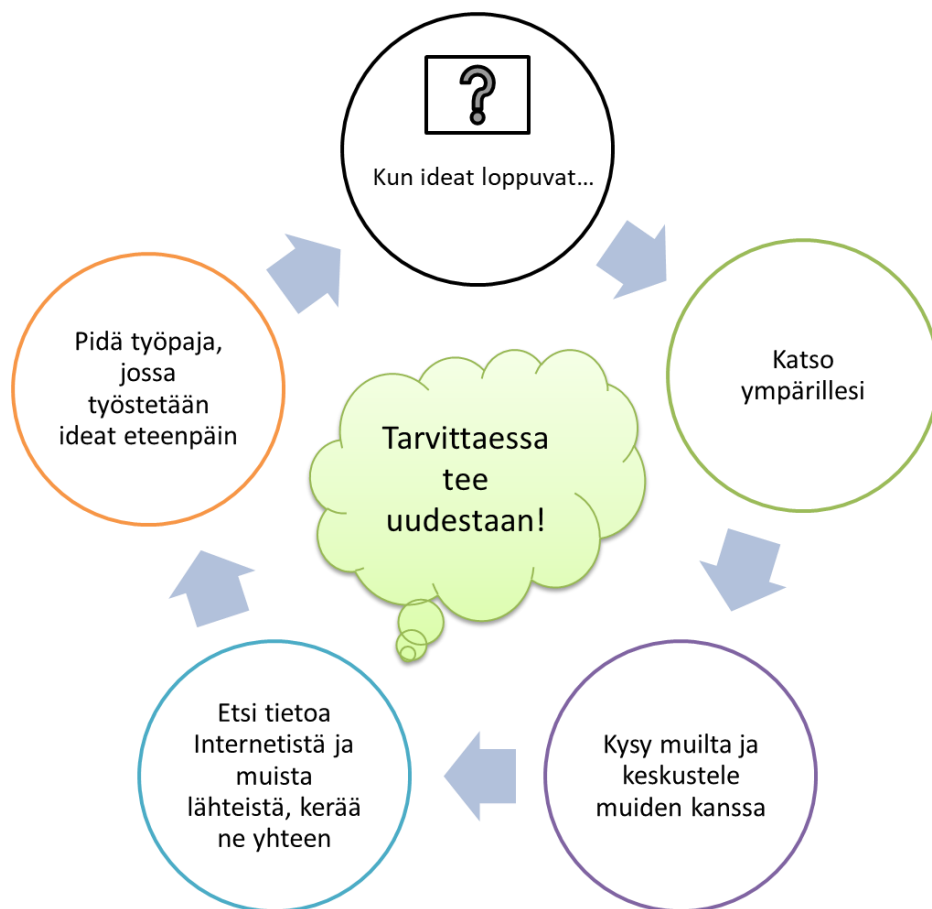 ?
Kun ideat loppuvat...
Katso
ympärillesi
Kysy muilta ja
keskustele
muiden kanssa
Etsi tietoa
Internetistä ja
muista
lähteistä, kerää
ne yhteen
Pidä työpaja,
jossa
työstetään
ideat eteenpäin
Tarvittaessa
tee
uudestaan!